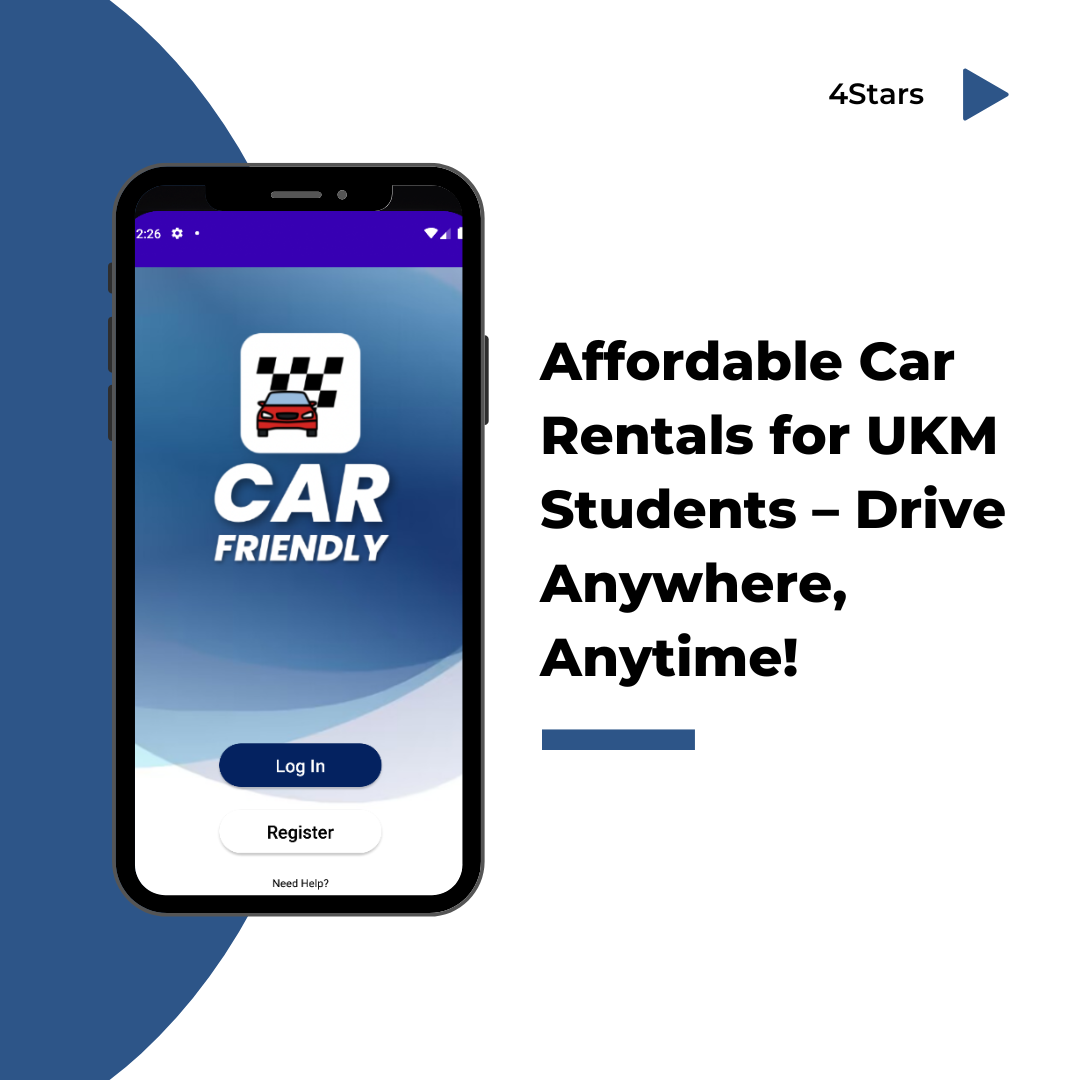 4Stars
2:26
CAR
FRIENDLY
Log In
Register
Need Help?
Affordable Car
Rentals for UKM
Students – Drive
Anywhere,
Anytime!